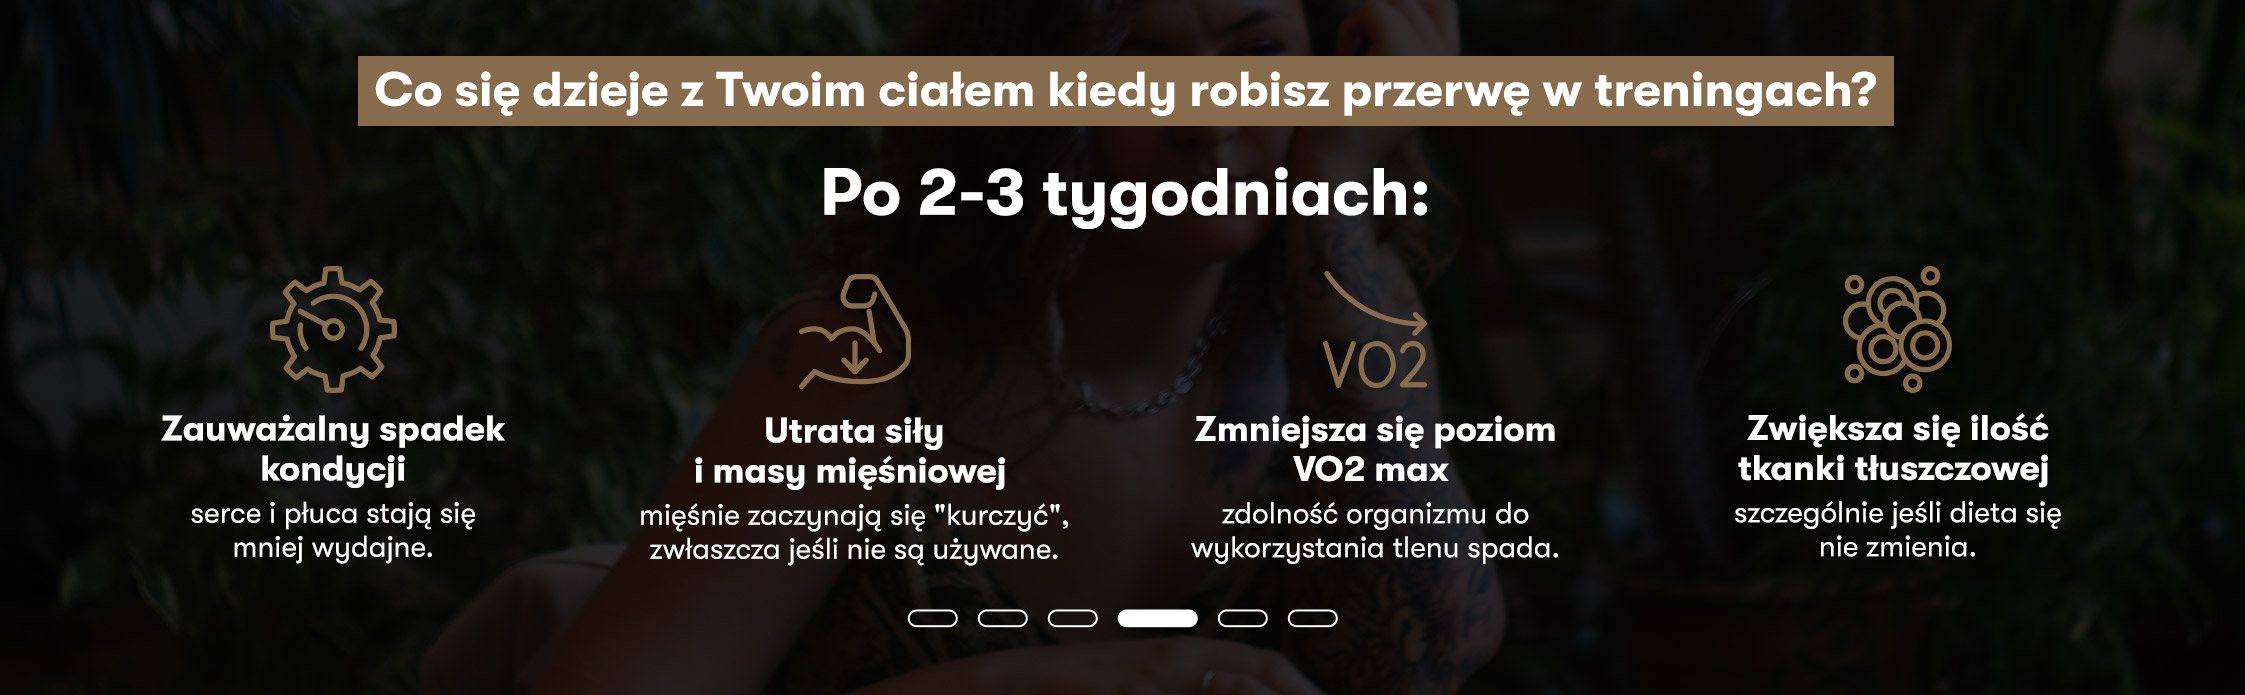 Co się dzieje z Twoim ciałem kiedy robisz przerwę w treningach?
Po 2-3 tygodniach:
Zauważalny spadek
kondycji
serce i płuca stają się
mniej wydajne.
Utrata siły
i masy mięśniowej
mięśnie zaczynają się "kurczyć",
zwłaszcza jeśli nie są używane.
VO2
Zmniejsza się poziom
VO2 max
zdolność organizmu do
wykorzystania tlenu spada.
Zwiększa się ilość
tkanki tłuszczowej
szczególnie jeśli dieta się
nie zmienia.